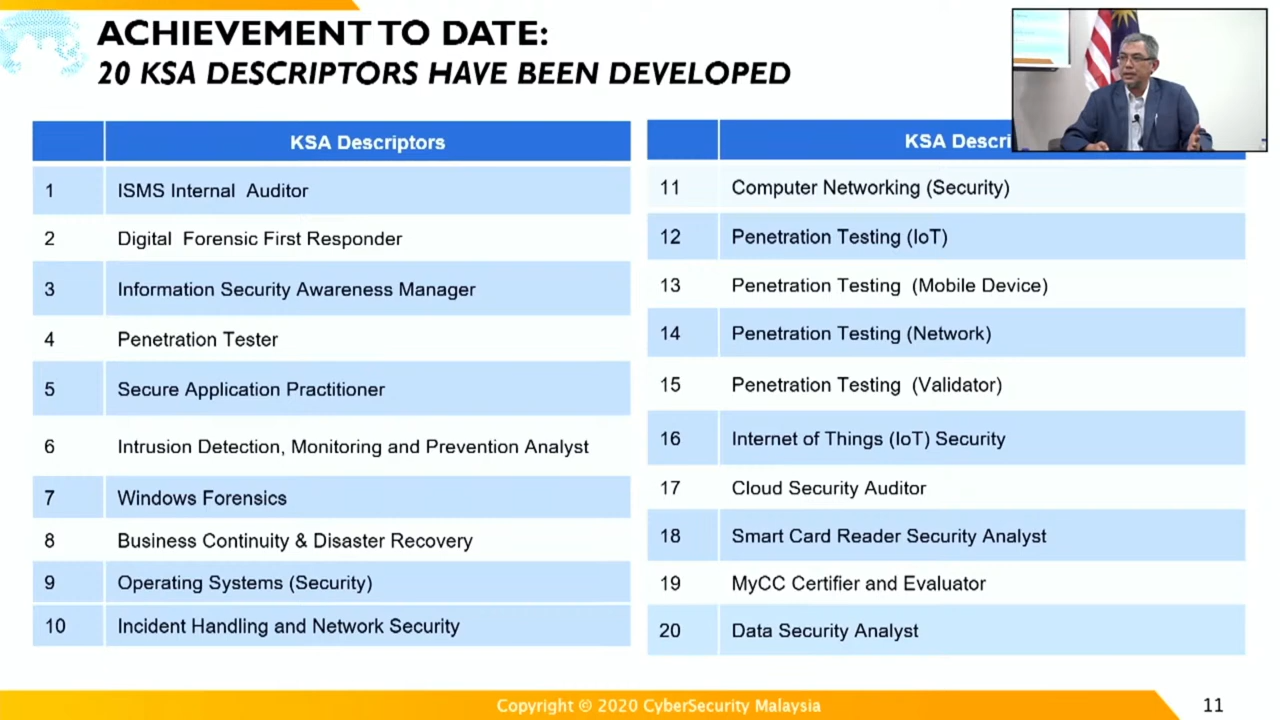 ACHIEVEMENT TO DATE:
20 KSA DESCRIPTORS HAVE BEEN DEVELOPED
KSA Descriptors
1 ISMS Internal Auditor
2 Digital Forensic First Responder
3 Information Security Awareness Manager
4 Penetration Tester
5 Secure Application Practitioner
6 Intrusion Detection, Monitoring and Prevention Analyst
7 Windows Forensics
8 Business Continuity & Disaster Recovery
9 Operating Systems (Security)
10 Incident Handling and Network Security
KSA Descri
11 Computer Networking (Security)
12 Penetration Testing (IoT)
13 Penetration Testing (Mobile Device)
14 Penetration Testing (Network)
15 Penetration Testing (Validator)
16 Internet of Things (IoT) Security
17 Cloud Security Auditor
18 Smart Card Reader Security Analyst
19 MyCC Certifier and Evaluator
20 Data Security Analyst
Copyright © 2020 CyberSecurity Malaysia
11